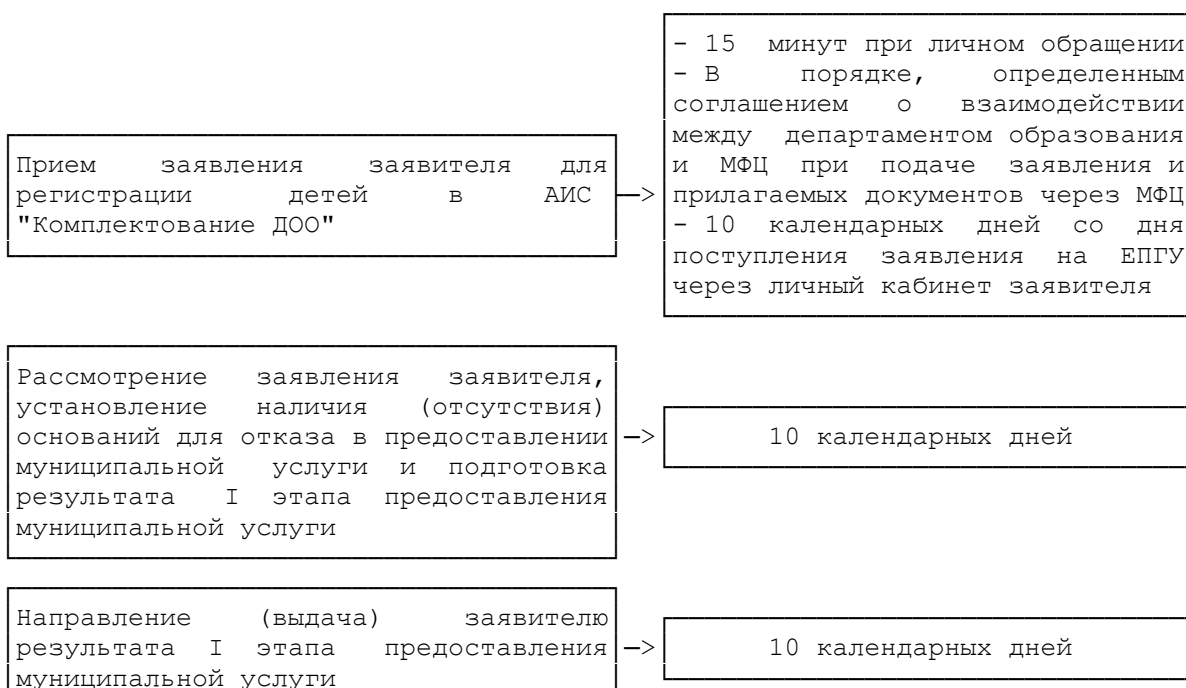 - 15 минут при личном обращении
- В порядке, определенным
соглашением о взаимодействии
между департаментом образования
и МФЦ при подаче заявления и
прилагаемых документов через МФЦ
- 10 календарных дней со дня
поступления заявления на ЕПГУ
через личный кабинет заявителя
Прием заявления заявителя для
регистрации детей в АИС
"Комплектование ДОО"
Рассмотрение заявления заявителя,
установление наличия (отсутствия)
оснований для отказа в предоставлении
муниципальной услуги и подготовка
результата I этапа предоставления
муниципальной услуги
10 календарных дней
Направление (выдача) заявителю
результата I этапа предоставления
муниципальной услуги
10 календарных дней